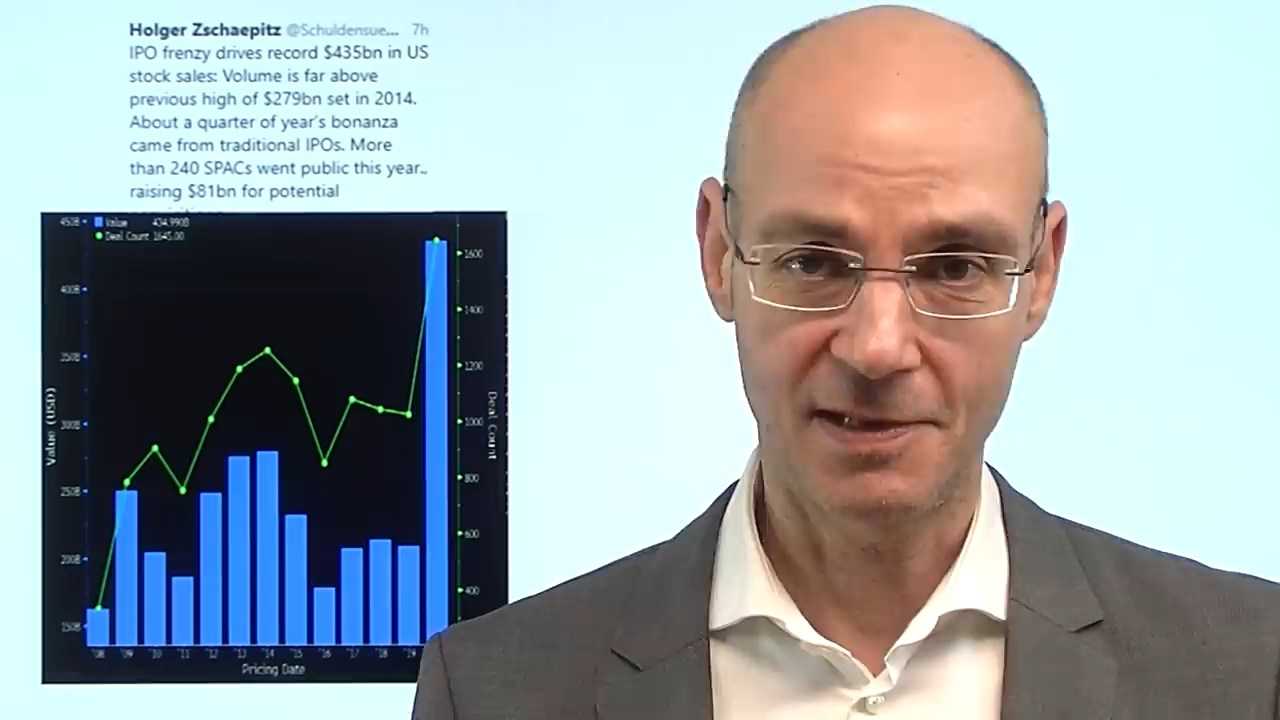 Holger Zschaepitz @Schuldensue... 7h
IPO frenzy drives record $435bn in US
stock sales: Volume is far above
previous high of $279bn set in 2014.
About a quarter of year's bonanza
came from traditional IPOs. More
than 240 SPACs went public this year..
raising $81bn for potential
450B
Value 434.990B
Deal Count 1645.00
1600
400B
1400
350B
1200
300B
1000
250B
800
200B
600
150B
400
Value (USD)
Deal Count
'08 '09 '10 '11 '12 '13 '14 '15 '16 '17 '18 '19
Pricing Date